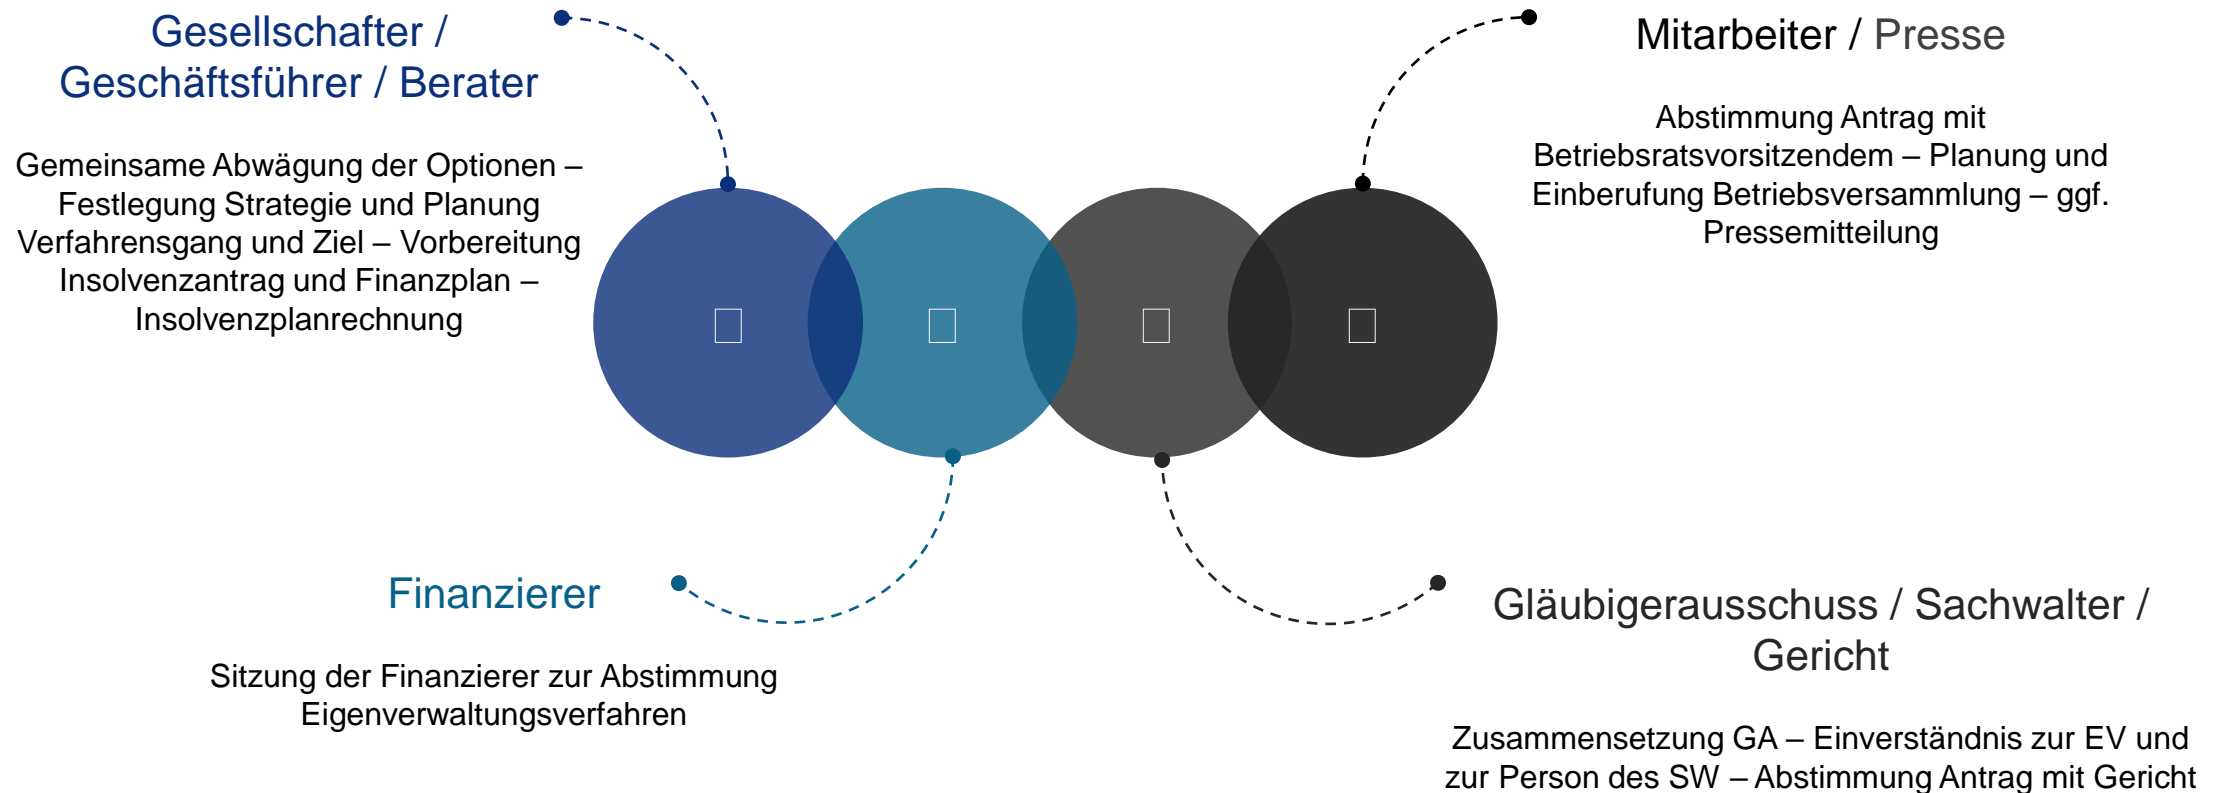 Gesellschafter /
Geschäftsführer / Berater
Gemeinsame Abwägung der Optionen –
Festlegung Strategie und Planung
Verfahrensgang und Ziel – Vorbereitung
Insolvenzantrag und Finanzplan –
Insolvenzplanrechnung
Mitarbeiter / Presse
Abstimmung Antrag mit
Betriebsratsvorsitzendem – Planung und
Einberufung Betriebsversammlung – ggf.
Pressemitteilung
Finanzierer
Sitzung der Finanzierer zur Abstimmung
Eigenverwaltungsverfahren
Gläubigerausschuss / Sachwalter /
Gericht
Zusammensetzung GA – Einverständnis zur EV und
zur Person des SW – Abstimmung Antrag mit Gericht